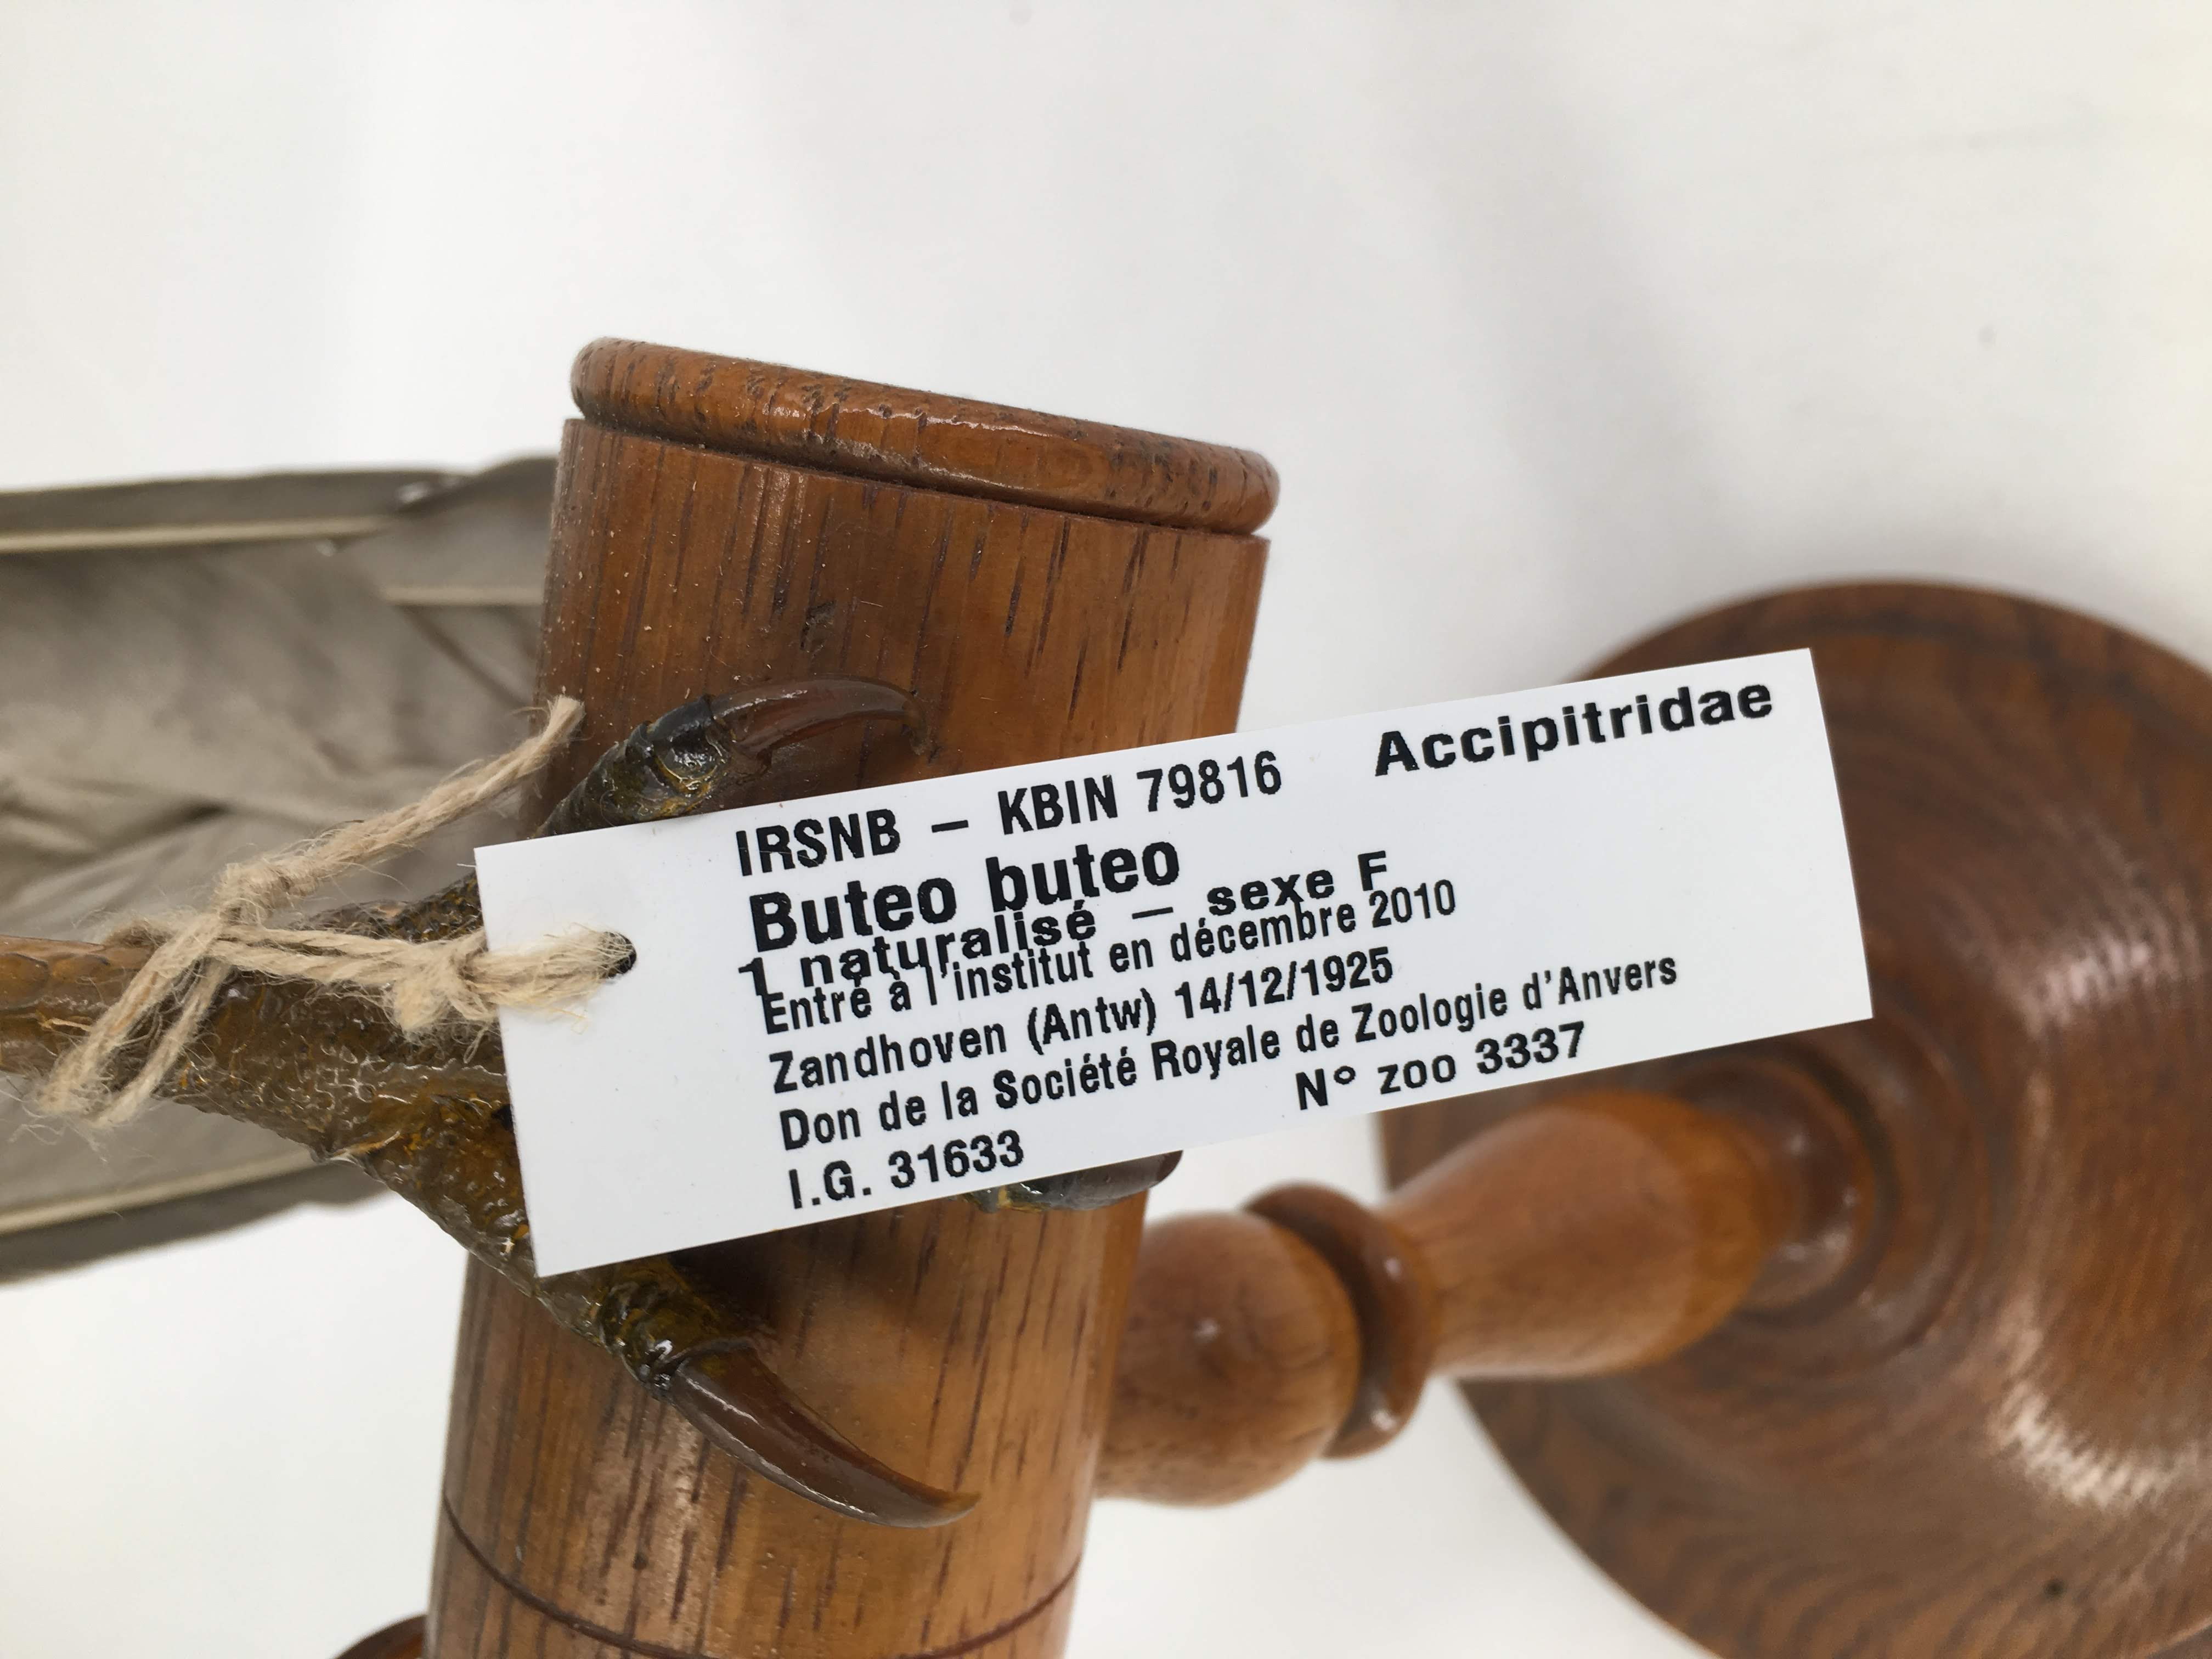 IRSNB – KBIN 79816 Accipitridae
Buteo buteo
1 naturalisé – sexe F
Entré à l'institut en décembre 2010
Zandhoven (Antw) 14/12/1925
Don de la Société Royale de Zoologie d'Anvers
I.G. 31633 N° zoo 3337